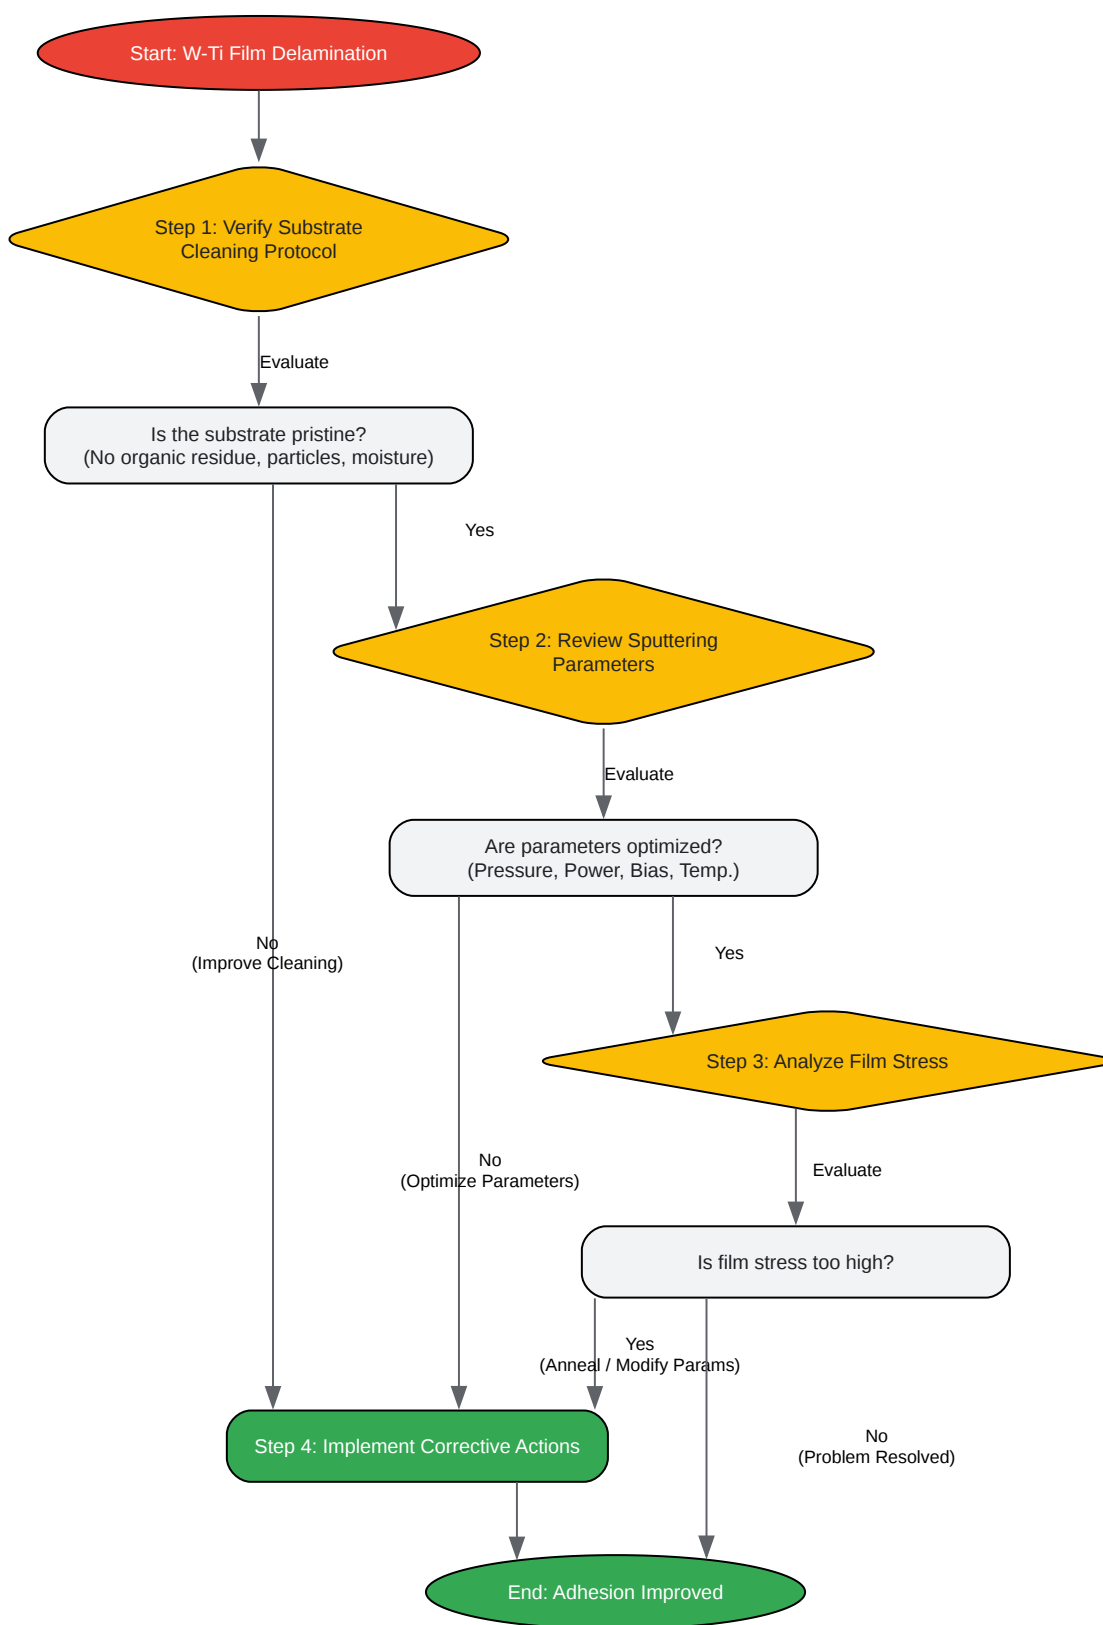 Start: W-Ti Film Delamination
Step 1: Verify Substrate
Cleaning Protocol
Evaluate
Is the substrate pristine?
(No organic residue, particles, moisture)
Yes
Step 2: Review Sputtering
Parameters
Evaluate
Are parameters optimized?
(Pressure, Power, Bias, Temp.)
No
(Improve Cleaning)
Yes
Step 3: Analyze Film Stress
No
(Optimize Parameters)
Evaluate
Is film stress too high?
Yes
(Anneal / Modify Params)
No
(Problem Resolved)
Step 4: Implement Corrective Actions
End: Adhesion Improved